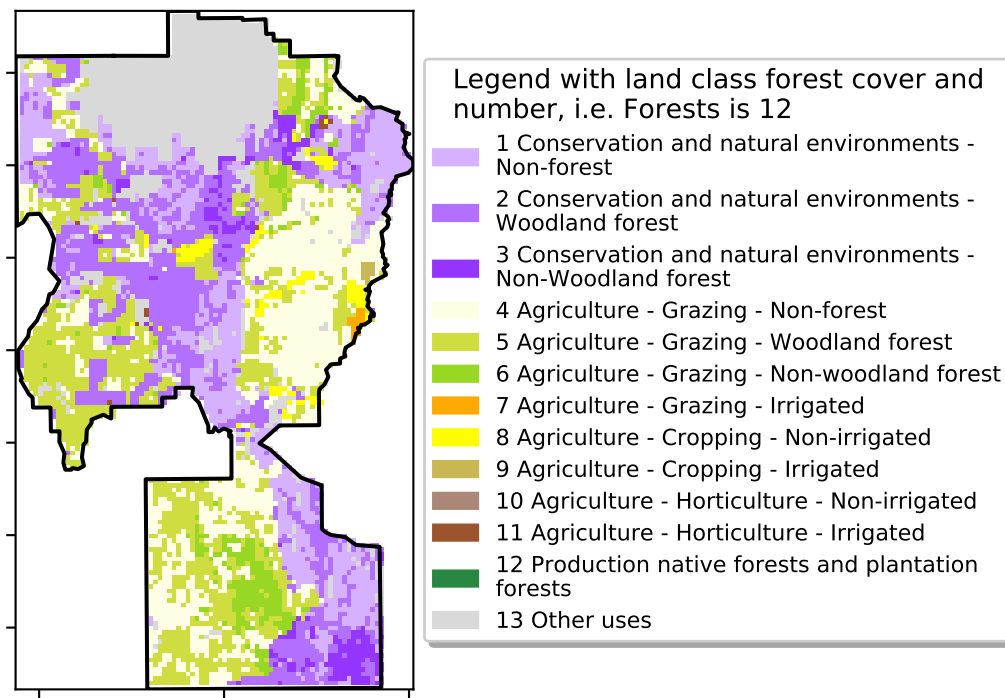 Legend with land class forest cover and
number, i.e. Forests is 12
1 Conservation and natural environments -
Non-forest
2 Conservation and natural environments -
Woodland forest
3 Conservation and natural environments -
Non-Woodland forest
4 Agriculture - Grazing - Non-forest
5 Agriculture - Grazing - Woodland forest
6 Agriculture - Grazing - Non-woodland forest
7 Agriculture - Grazing - Irrigated
8 Agriculture - Cropping - Non-irrigated
9 Agriculture - Cropping - Irrigated
10 Agriculture - Horticulture - Non-irrigated
11 Agriculture - Horticulture - Irrigated
12 Production native forests and plantation
forests
13 Other uses